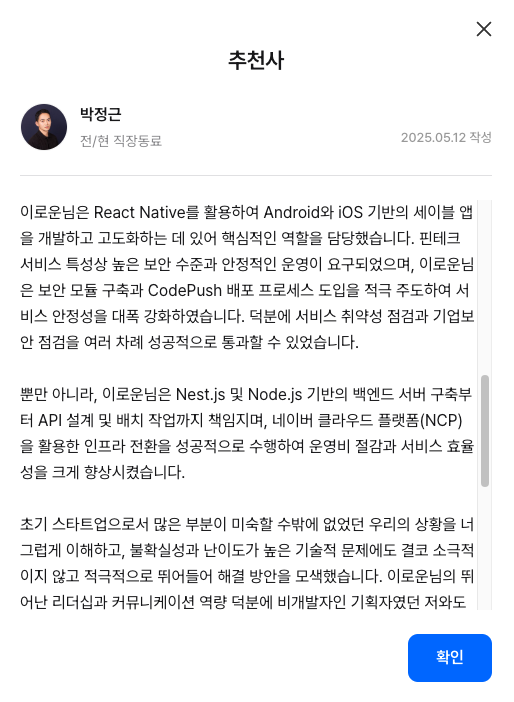 추천사
박정근
전/현 직장동료
2025.05.12 작성
이로운님은 React Native를 활용하여 Android와 iOS 기반의 세이블 앱
을 개발하고 고도화하는 데 있어 핵심적인 역할을 담당했습니다. 핀테크
서비스 특성상 높은 보안 수준과 안정적인 운영이 요구되었으며, 이로운님
은 보안 모듈 구축과 CodePush 배포 프로세스 도입을 적극 주도하여 서
비스 안정성을 대폭 강화하였습니다. 덕분에 서비스 취약성 점검과 기업보
안 점검을 여러 차례 성공적으로 통과할 수 있었습니다.
뿐만 아니라, 이로운님은 Nest.js 및 Node.js 기반의 백엔드 서버 구축부
터 API 설계 및 배치 작업까지 책임지며, 네이버 클라우드 플랫폼(NCP)
을 활용한 인프라 전환을 성공적으로 수행하여 운영비 절감과 서비스 효율
성을 크게 향상시켰습니다.
초기 스타트업으로서 많은 부분이 미숙할 수밖에 없었던 우리의 상황을 너
그럽게 이해하고, 불확실성과 난이도가 높은 기술적 문제에도 결코 소극적
이지 않고 적극적으로 뛰어들어 해결 방안을 모색했습니다. 이로운님의 뛰
어난 리더십과 커뮤니케이션 역량 덕분에 비개발자인 기획자였던 저와도
확인